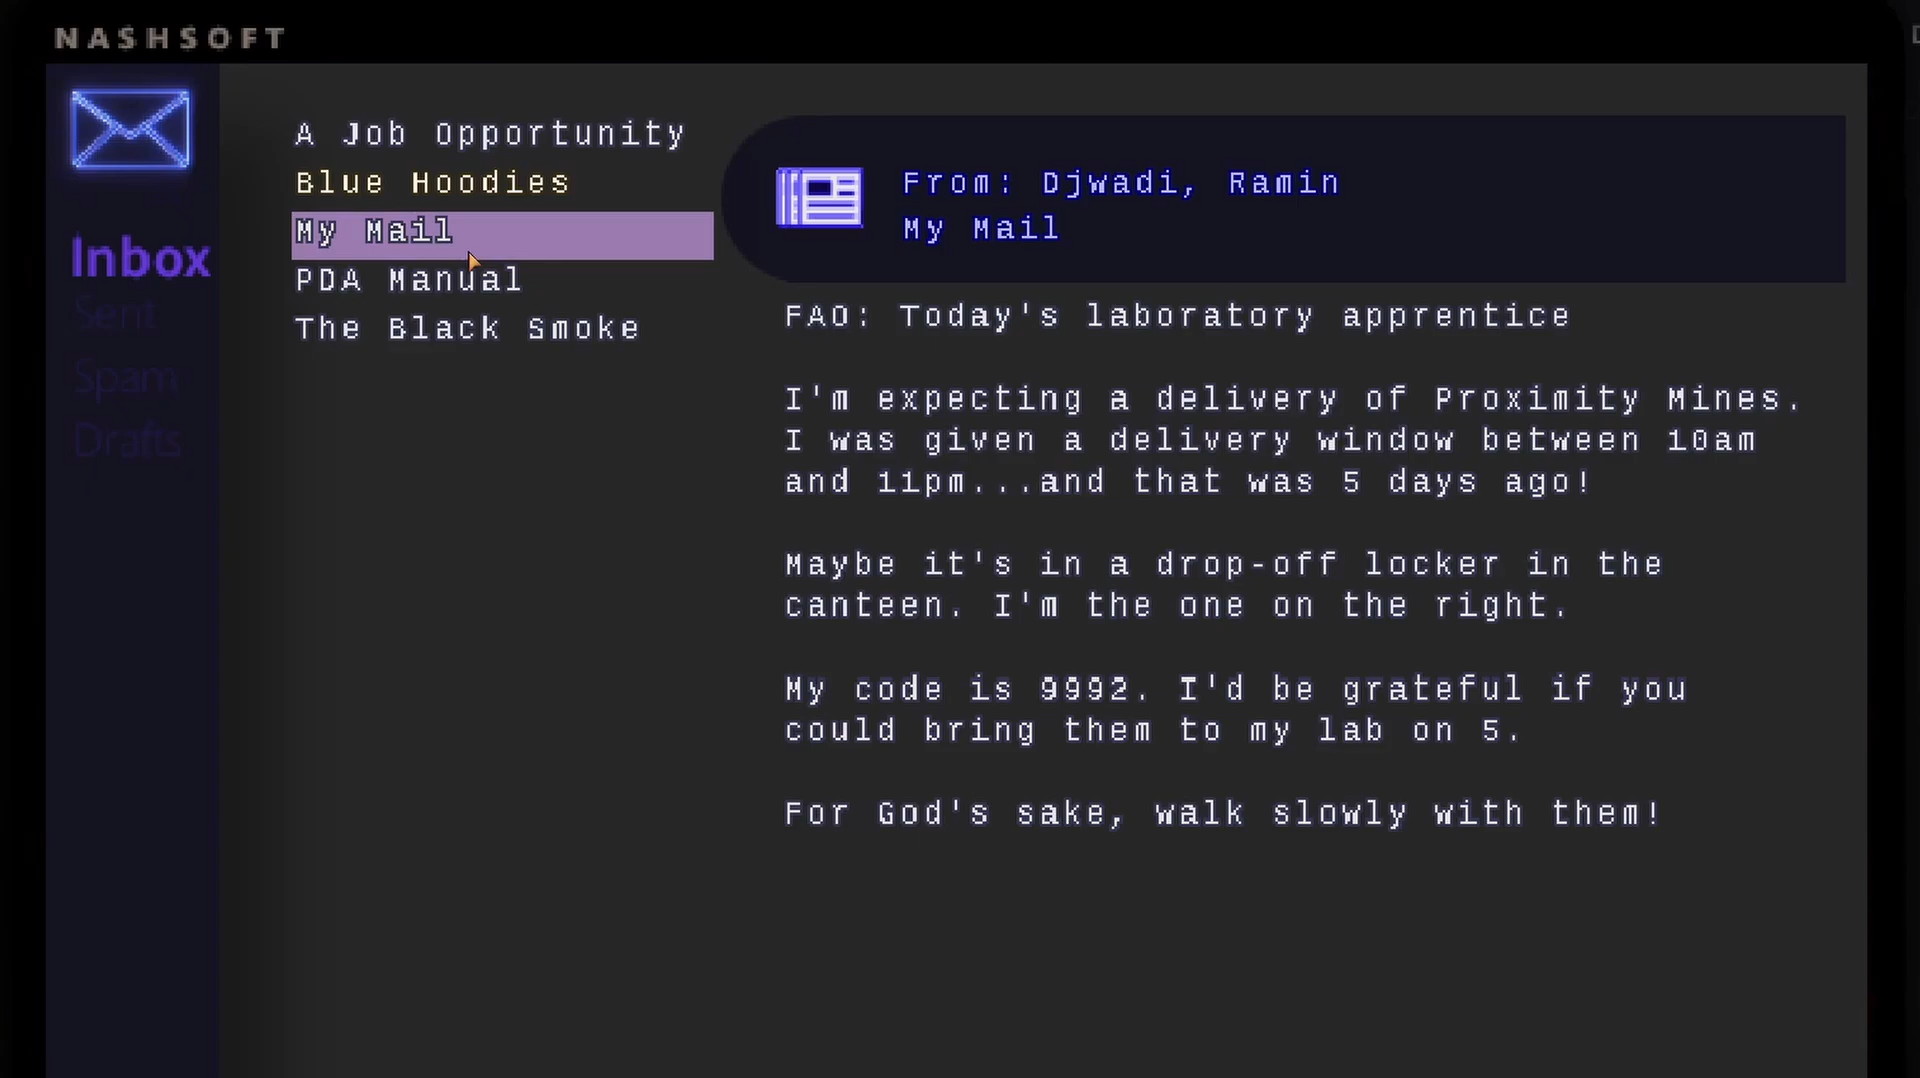 NASHSOFT
Inbox
Sent
Spam
Drafts
A Job Opportunity
Blue Hoodies
My Mail
PDA Manual
The Black Smoke
From: Djwadi, Ramin
My Mail
FAO: Today's laboratory apprentice
I'm expecting a delivery of Proximity Mines.
I was given a delivery window between 10am
and 11pm...and that was 5 days ago!
Maybe it's in a drop-off locker in the
canteen. I'm the one on the right.
My code is 9992. I'd be grateful if you
could bring them to my lab on 5.
For God's sake, walk slowly with them!